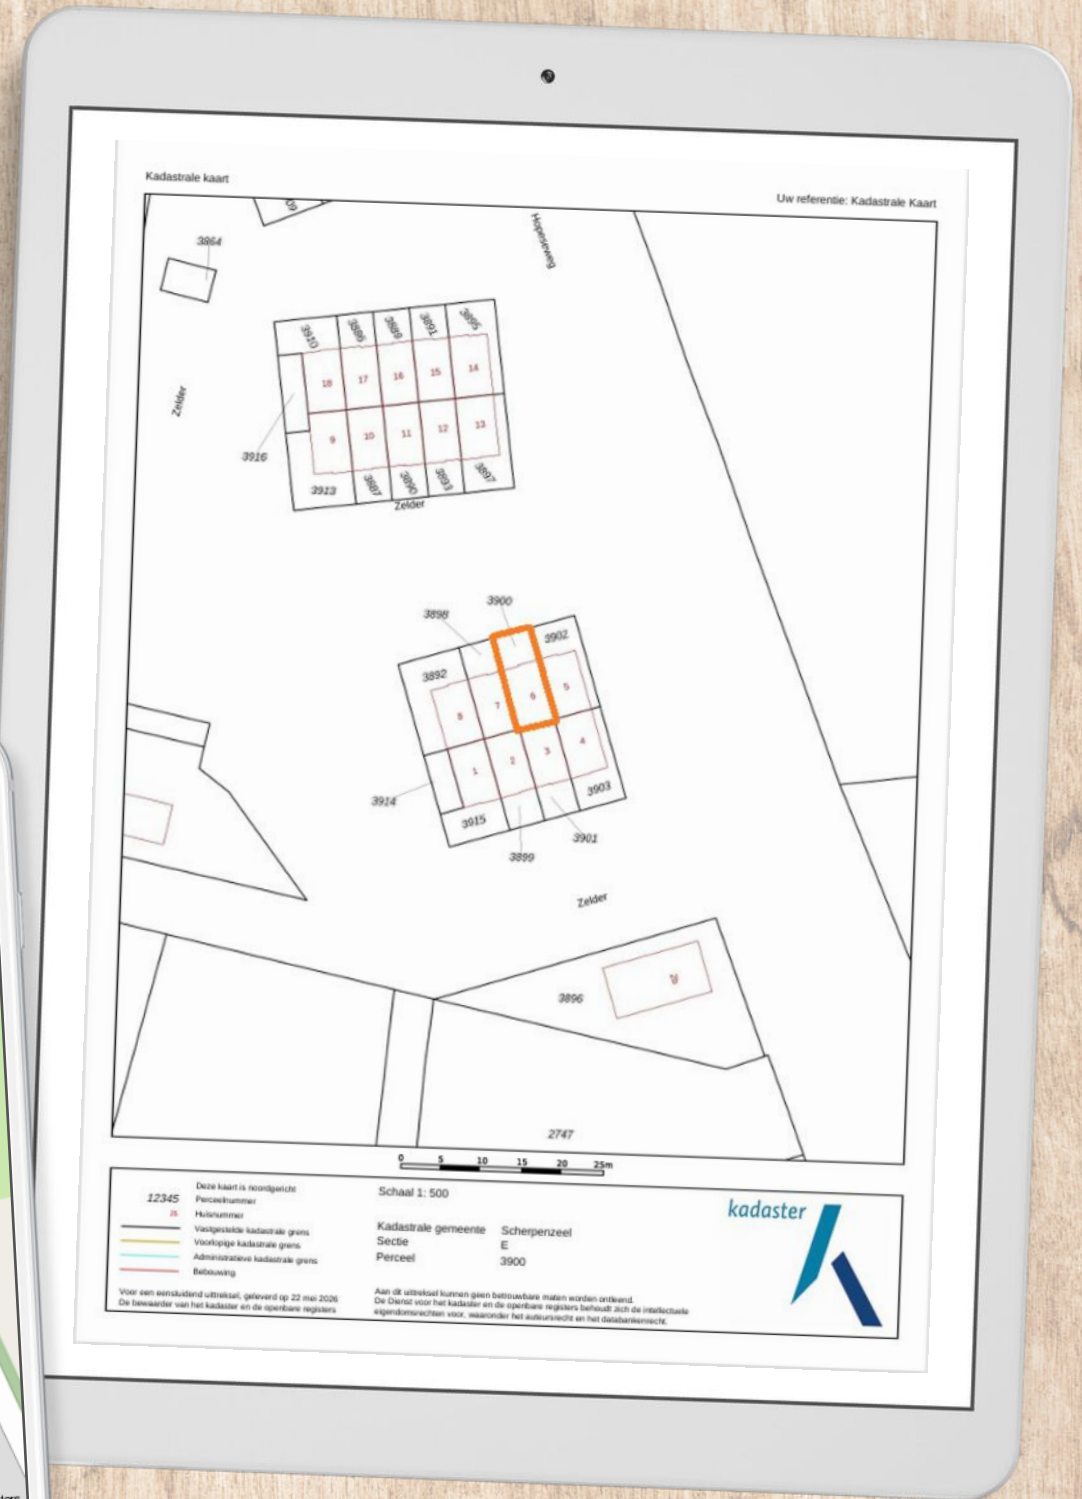 Kadastrale kaart
Uw referentie: Kadastrale Kaart
3864
Hopeseweg
3910
3886
3889
3891
3895
Zelder
18
17
16
15
14
9
10
11
12
13
3916
3913
3887
3890
3893
3897
Zelder
3898
3900
3902
3892
8
7
6
5
1
2
3
4
3914
3915
3903
3899
3901
Zelder
3896
2747
0 5 10 15 20 25m
Deze kaart is noordgericht
12345 Perceelnummer
25 Huisnummer
Vastgestelde kadastrale grens
Voorlopige kadastrale grens
Administratieve kadastrale grens
Bebouwing
Voor een eensluidend uittreksel, geleverd op 22 mei 2026
De bewaarder van het kadaster en de openbare registers
Schaal 1: 500
Kadastrale gemeente Scherpenzeel
Sectie E
Perceel 3900
Aan dit uittreksel kunnen geen betrouwbare maten worden ontleend.
De Dienst voor het kadaster en de openbare registers behoudt zich de intellectuele
eigendomsrechten voor, waaronder het auteursrecht en het databankenrecht.
kadaster